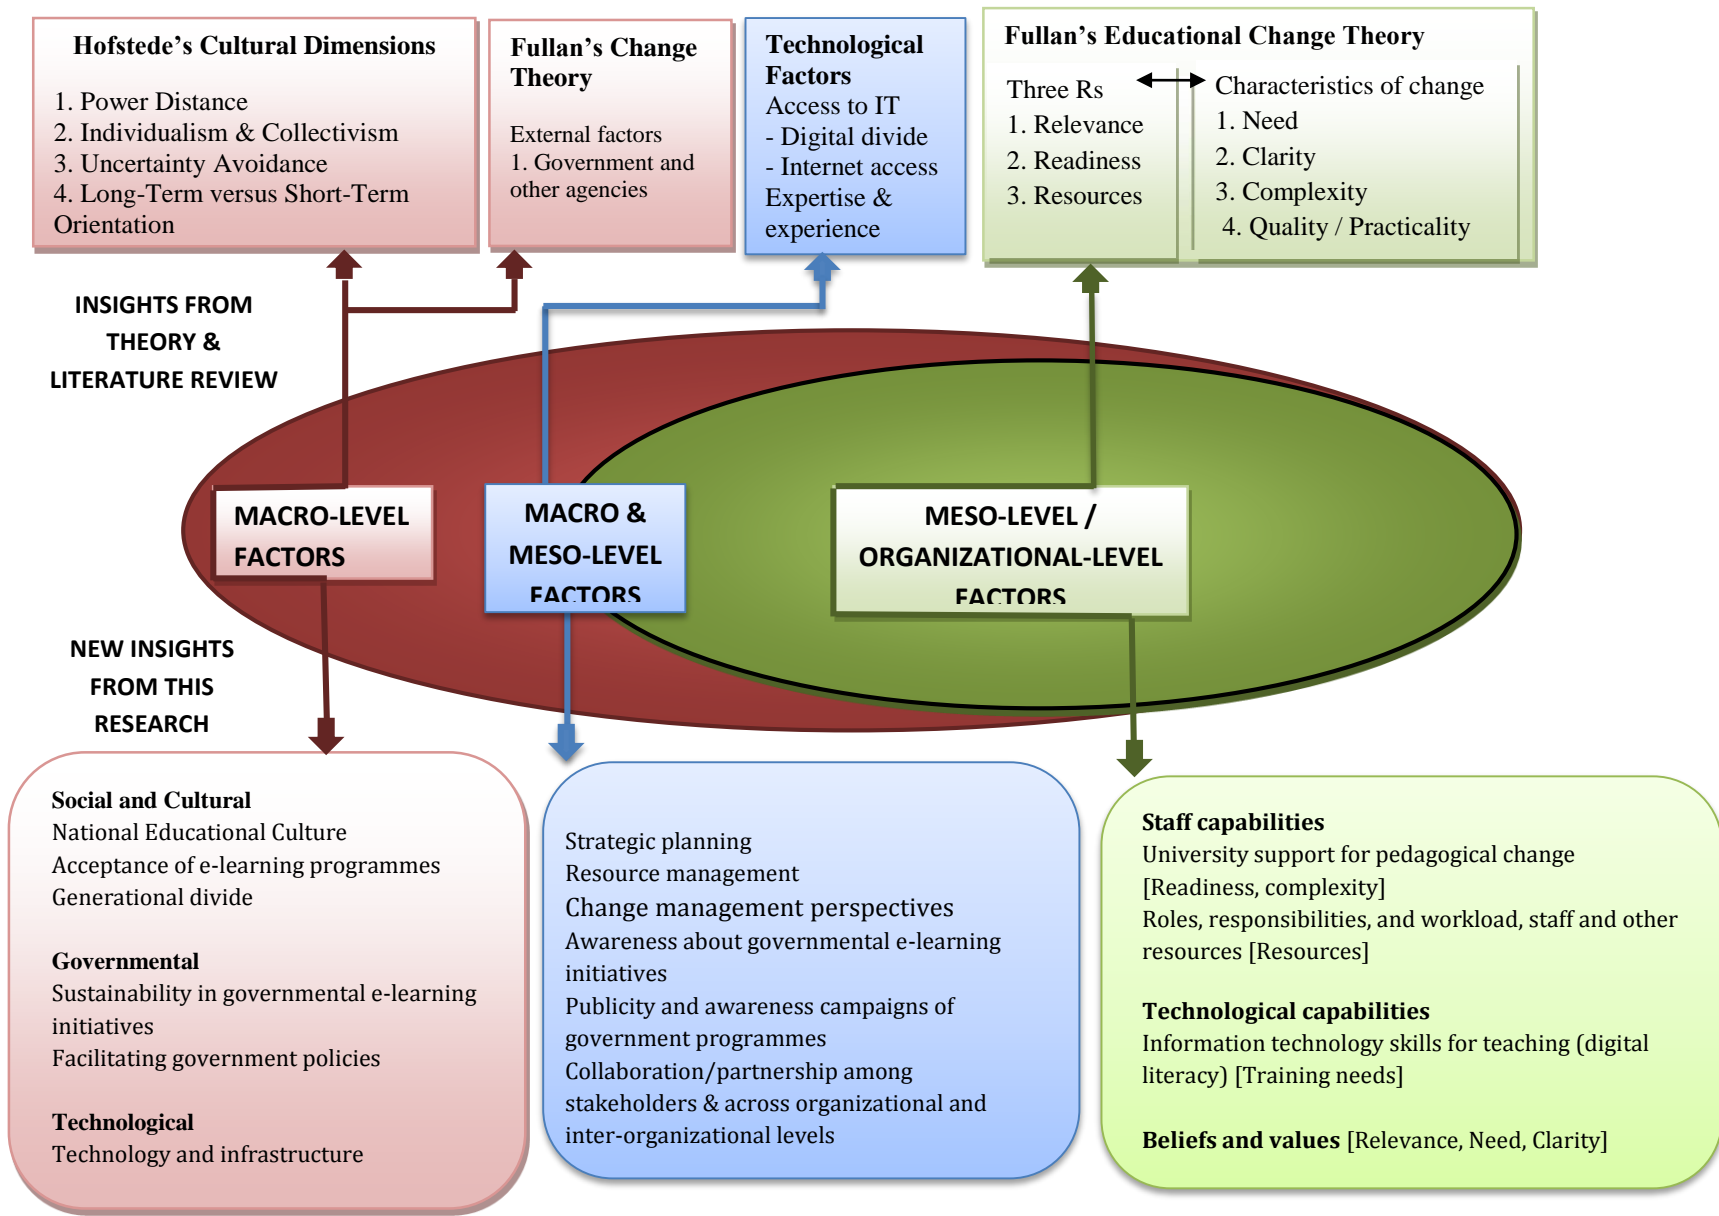 Hofstede's Cultural Dimensions
1. Power Distance
2. Individualism & Collectivism
3. Uncertainty Avoidance
4. Long-Term versus Short-Term
Orientation
Fullan's Change
Theory
External factors
1. Government and
other agencies
Technological
Factors
Access to IT
- Digital divide
- Internet access
Expertise &
experience
Fullan's Educational Change Theory
Three Rs
1. Relevance
2. Readiness
3. Resources
Characteristics of change
1. Need
2. Clarity
3. Complexity
4. Quality / Practicality
INSIGHTS FROM
THEORY &
LITERATURE REVIEW
MACRO-LEVEL
FACTORS
MACRO &
MESO-LEVEL
FACTORS
MESO-LEVEL /
ORGANIZATIONAL-LEVEL
FACTORS
NEW INSIGHTS
FROM THIS
RESEARCH
Social and Cultural
National Educational Culture
Acceptance of e-learning programmes
Generational divide
Governmental
Sustainability in governmental e-learning
initiatives
Facilitating government policies
Technological
Technology and infrastructure
Strategic planning
Resource management
Change management perspectives
Awareness about governmental e-learning
initiatives
Publicity and awareness campaigns of
government programmes
Collaboration/partnership among
stakeholders & across organizational and
inter-organizational levels
Staff capabilities
University support for pedagogical change
[Readiness, complexity]
Roles, responsibilities, and workload, staff and other
resources [Resources]
Technological capabilities
Information technology skills for teaching (digital
literacy) [Training needs]
Beliefs and values [Relevance, Need, Clarity]